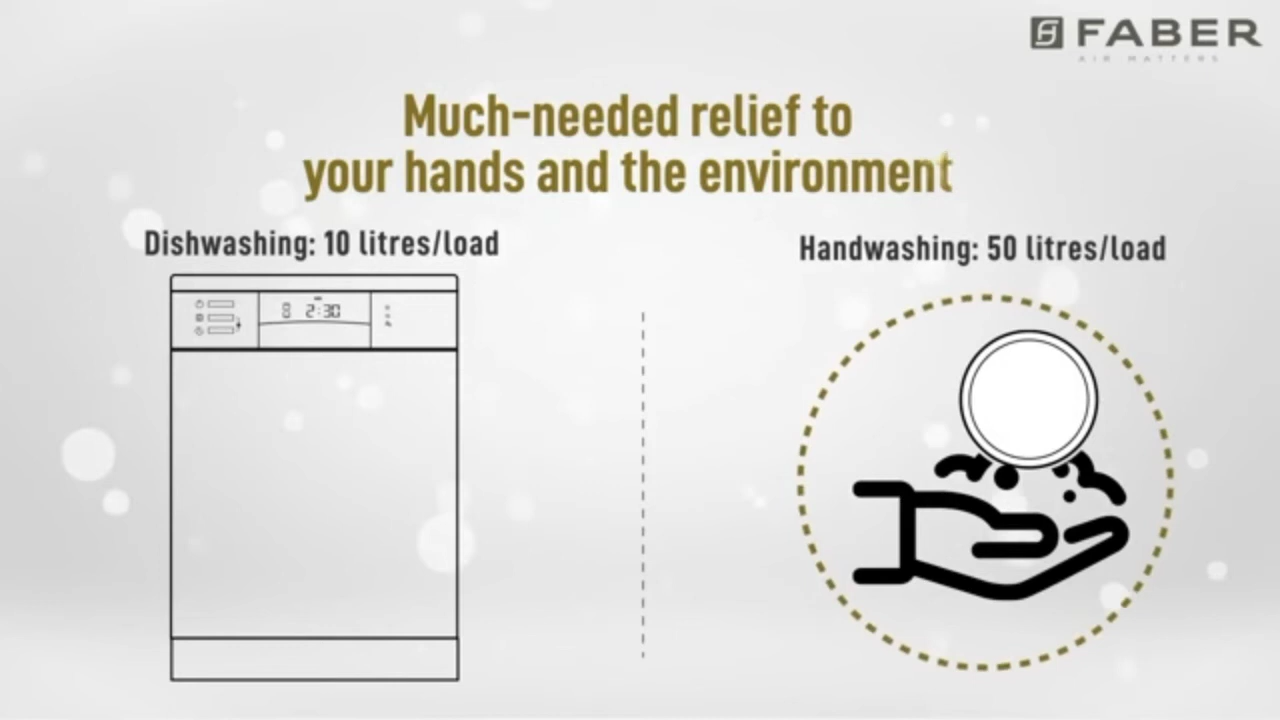 FABER
AIR MATTERS
Much-needed relief to
your hands and the environment
Dishwashing: 10 litres/load
Handwashing: 50 litres/load
2:30